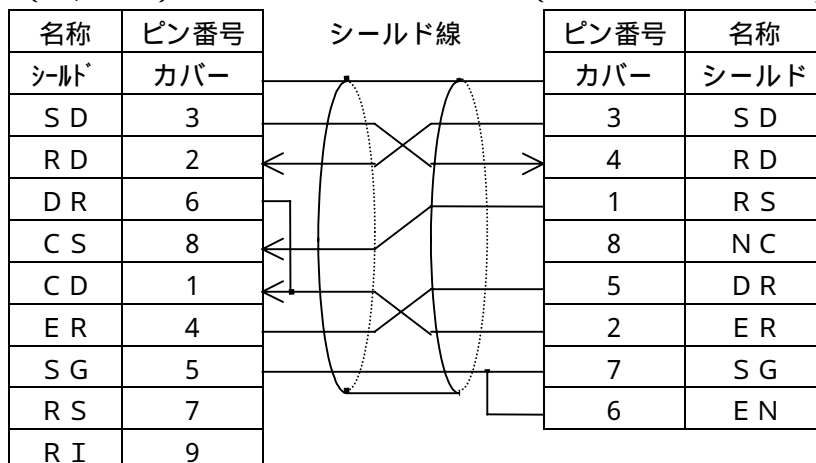 名称 ピン番号 シールド線 ピン番号 名称
ｼｰﾙﾄﾞ カバー カバー シールド
ＳＤ 3 3 ＳＤ
ＲＤ 2 4 ＲＤ
ＤＲ 6 1 ＲＳ
ＣＳ 8 8 ＮＣ
ＣＤ 1 5 ＤＲ
ＥＲ 4 2 ＥＲ
ＳＧ 5 7 ＳＧ
ＲＳ 7 6 ＥＮ
ＲＩ 9